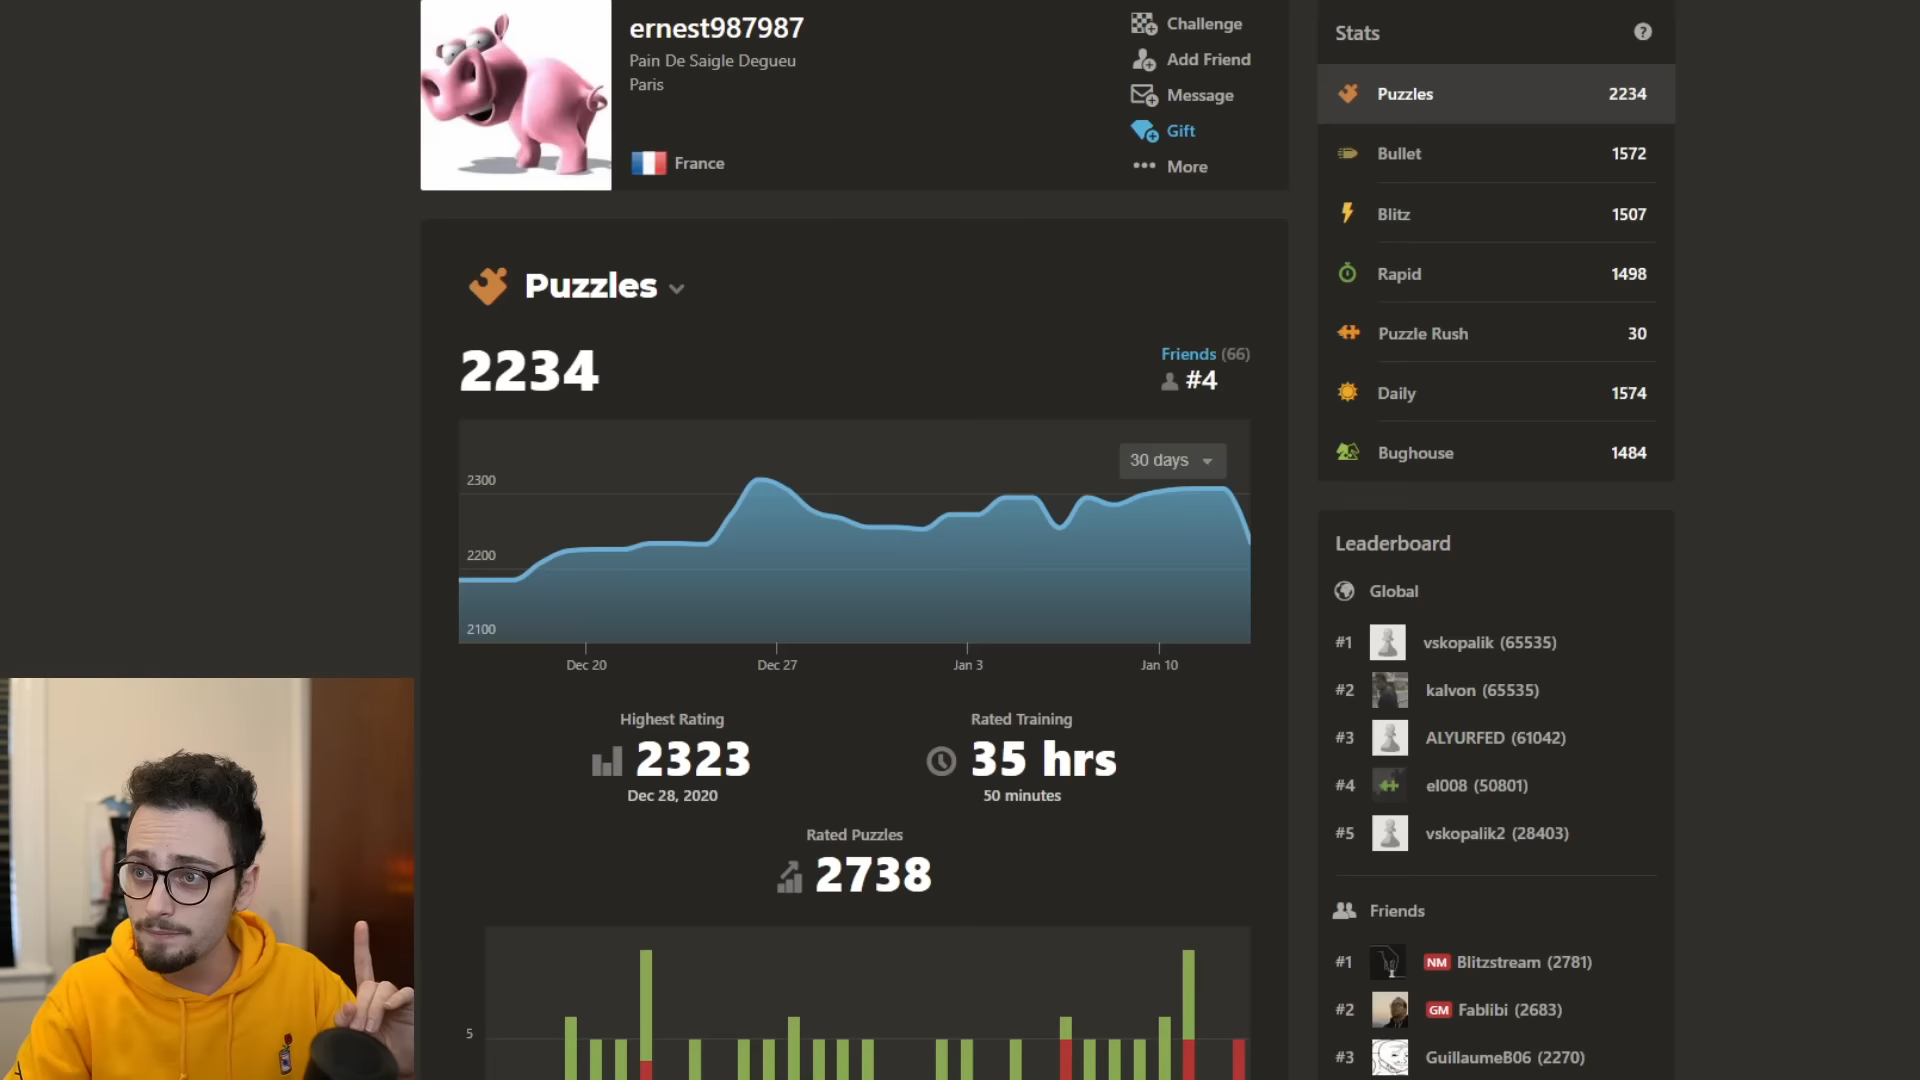 ernest987987
Pain De Saigle Degueu
Paris
France
Challenge
Add Friend
Message
Gift
More
Puzzles
2234
Friends (66)
#4
30 days
2300
2200
2100
Dec 20
Dec 27
Jan 3
Jan 10
Highest Rating
2323
Dec 28, 2020
Rated Training
35 hrs
50 minutes
Rated Puzzles
2738
5
Stats
?
Puzzles 2234
Bullet 1572
Blitz 1507
Rapid 1498
Puzzle Rush 30
Daily 1574
Bughouse 1484
Leaderboard
Global
#1 vskopalik (65535)
#2 kalvon (65535)
#3 ALYURFED (61042)
#4 el008 (50801)
#5 vskopalik2 (28403)
Friends
#1 NM Blitzstream (2781)
#2 GM Fablibi (2683)
#3 GuillaumeB06 (2270)